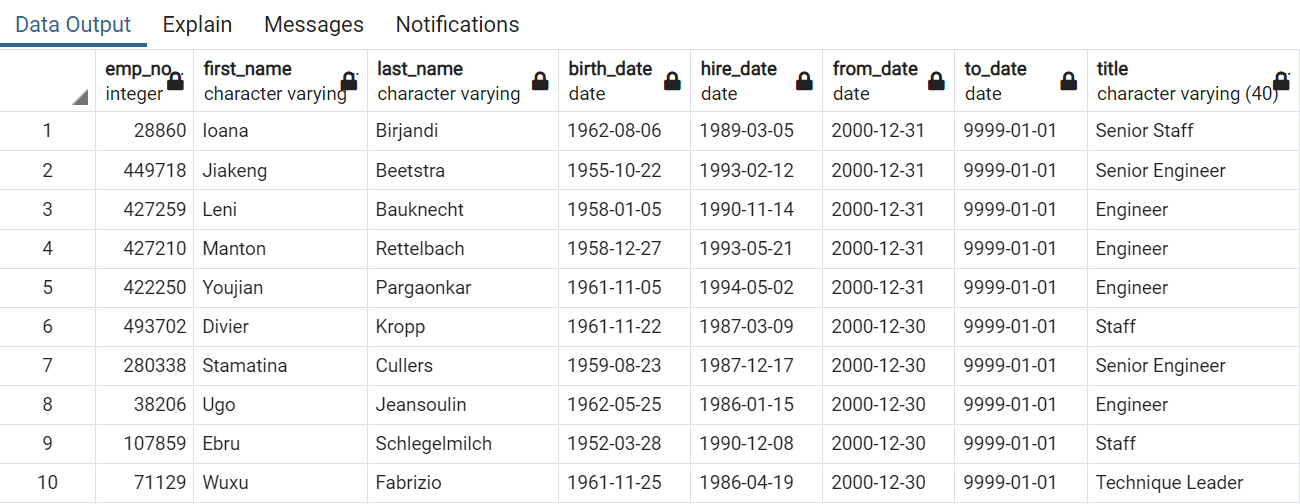 Data Output Explain Messages Notifications
emp_no first_name last_name birth_date hire_date from_date to_date title
integer character varying character varying date date date date character varying (40)
1 28860 Ioana Birjandi 1962-08-06 1989-03-05 2000-12-31 9999-01-01 Senior Staff
2 449718 Jiakeng Beetstra 1955-10-22 1993-02-12 2000-12-31 9999-01-01 Senior Engineer
3 427259 Leni Bauknecht 1958-01-05 1990-11-14 2000-12-31 9999-01-01 Engineer
4 427210 Manton Rettelbach 1958-12-27 1993-05-21 2000-12-31 9999-01-01 Engineer
5 422250 Youjian Pargaonkar 1961-11-05 1994-05-02 2000-12-31 9999-01-01 Engineer
6 493702 Divier Kropp 1961-11-22 1987-03-09 2000-12-30 9999-01-01 Staff
7 280338 Stamatina Cullers 1959-08-23 1987-12-17 2000-12-30 9999-01-01 Senior Engineer
8 38206 Ugo Jeansoulin 1962-05-25 1986-01-15 2000-12-30 9999-01-01 Engineer
9 107859 Ebru Schlegelmilch 1952-03-28 1990-12-08 2000-12-30 9999-01-01 Staff
10 71129 Wuxu Fabrizio 1961-11-25 1986-04-19 2000-12-30 9999-01-01 Technique Leader